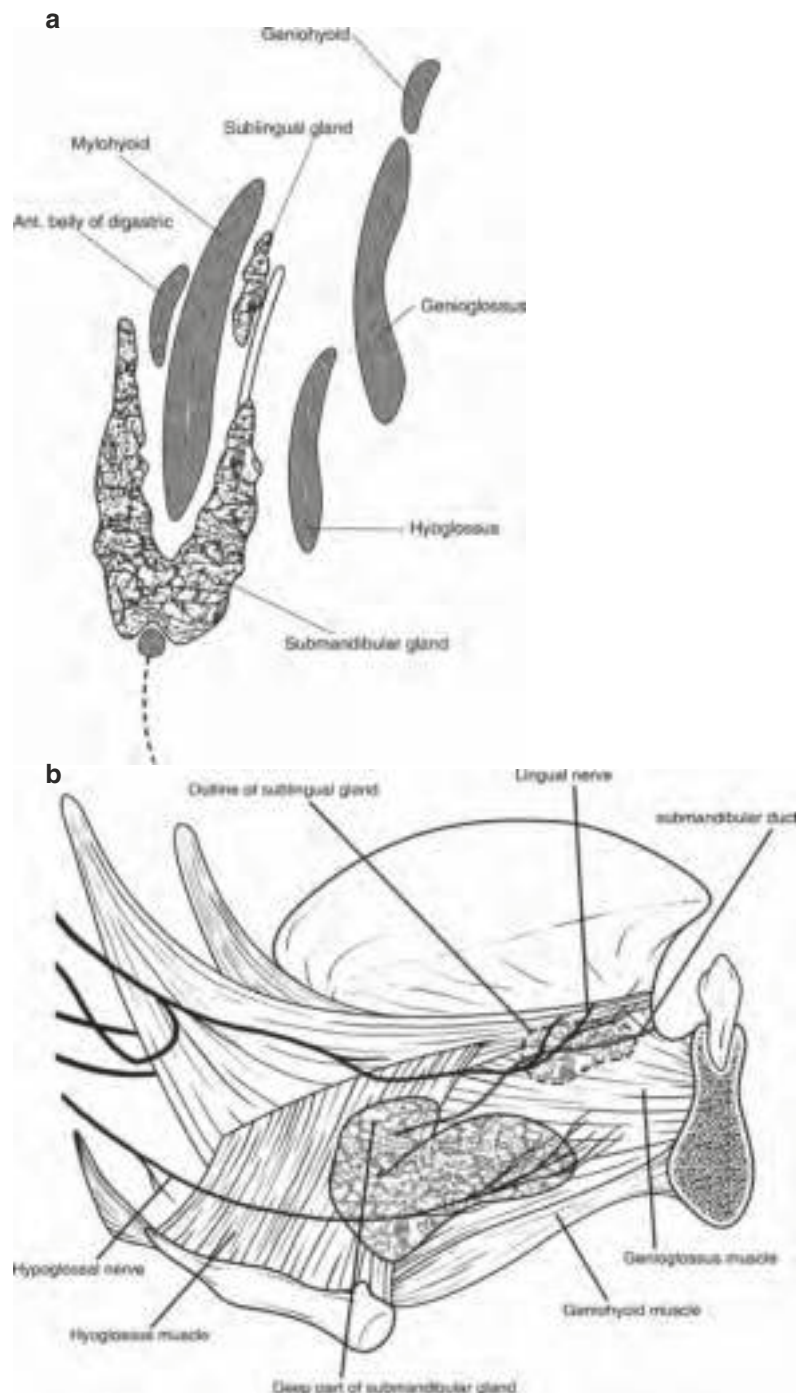 a
Geniohyoid
Sublingual gland
Mylohyoid
Ant. belly of digastric
Genioglossus
Hyoglossus
Submandibular gland
b
Outline of sublingual gland
Lingual nerve
submandibular duct
Genioglossus muscle
Hypoglossal nerve
Geniohyoid muscle
Hyoglossus muscle
Deep part of submandibular gland